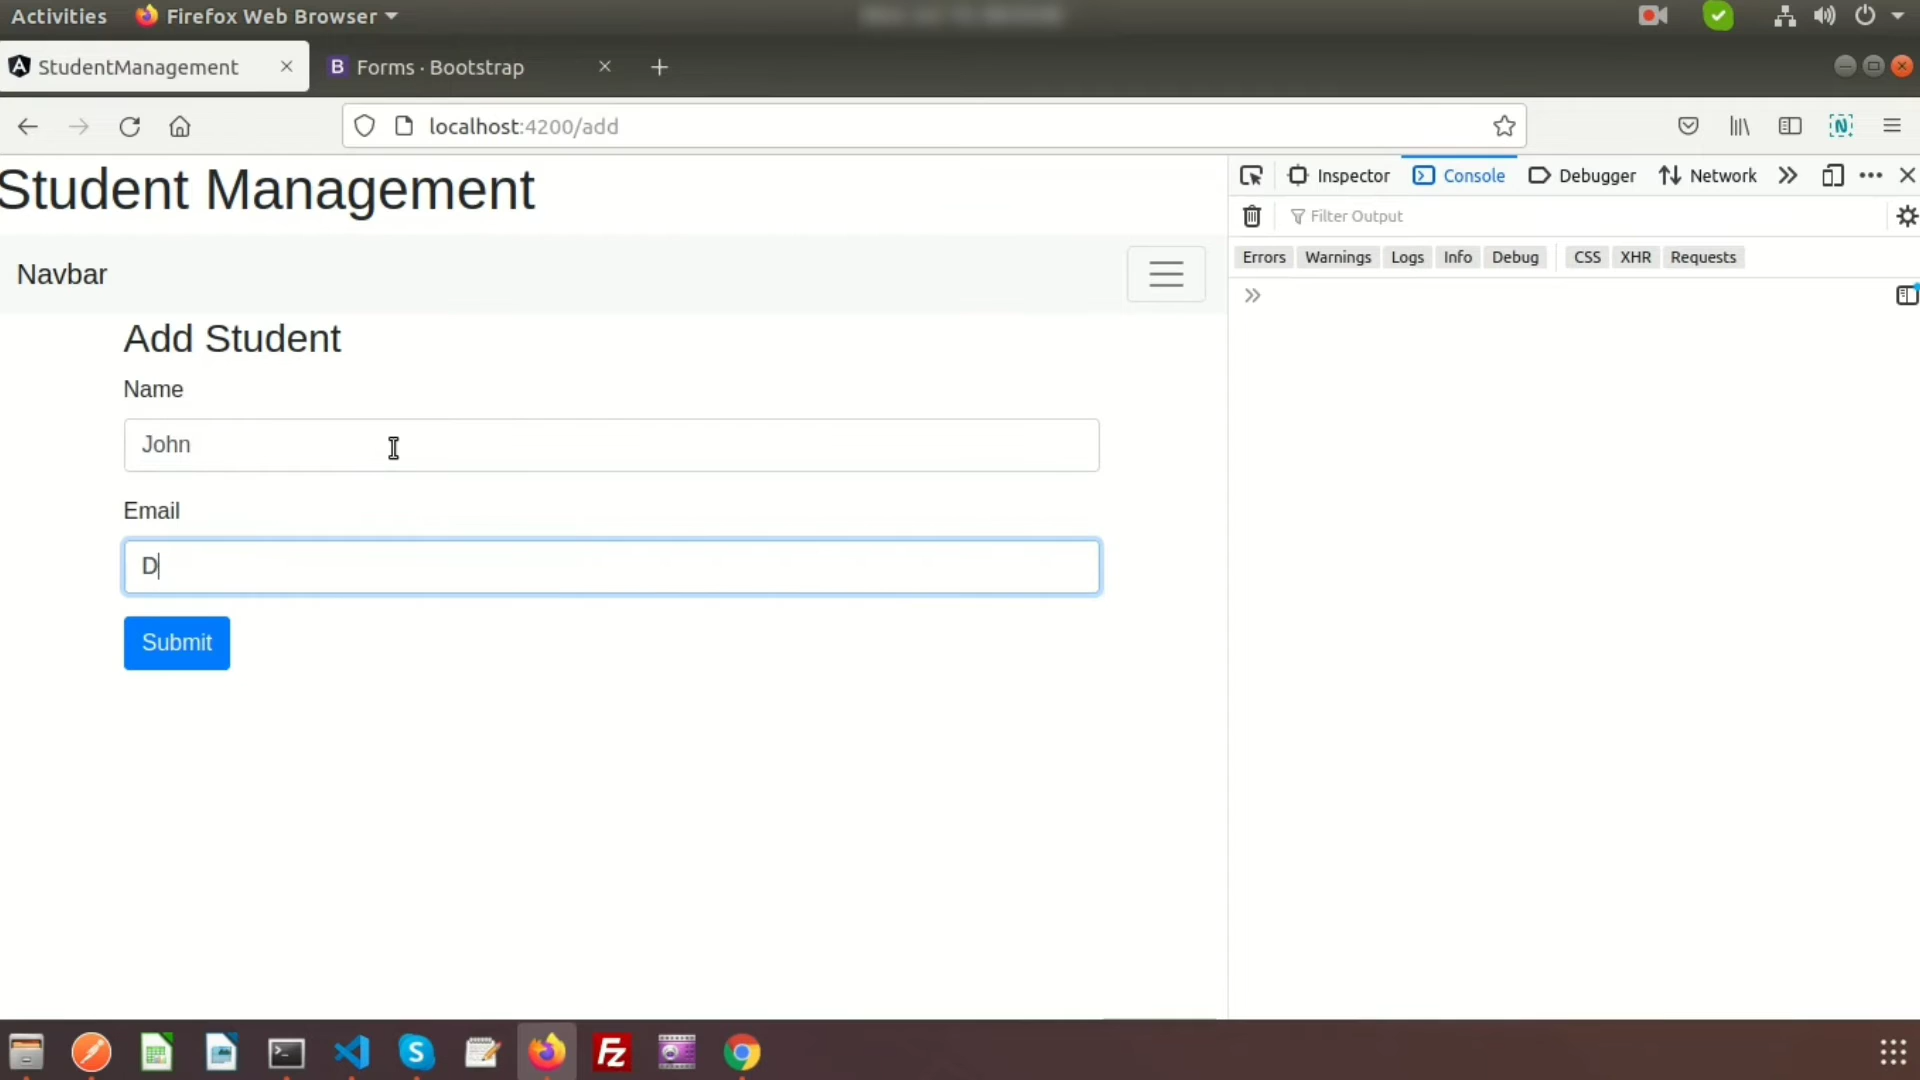 Activities Firefox Web Browser
StudentManagement Forms · Bootstrap
localhost:4200/add
Student Management
Inspector Console Debugger Network
Filter Output
Errors Warnings Logs Info Debug CSS XHR Requests
Navbar
Add Student
Name
John
Email
D
Submit